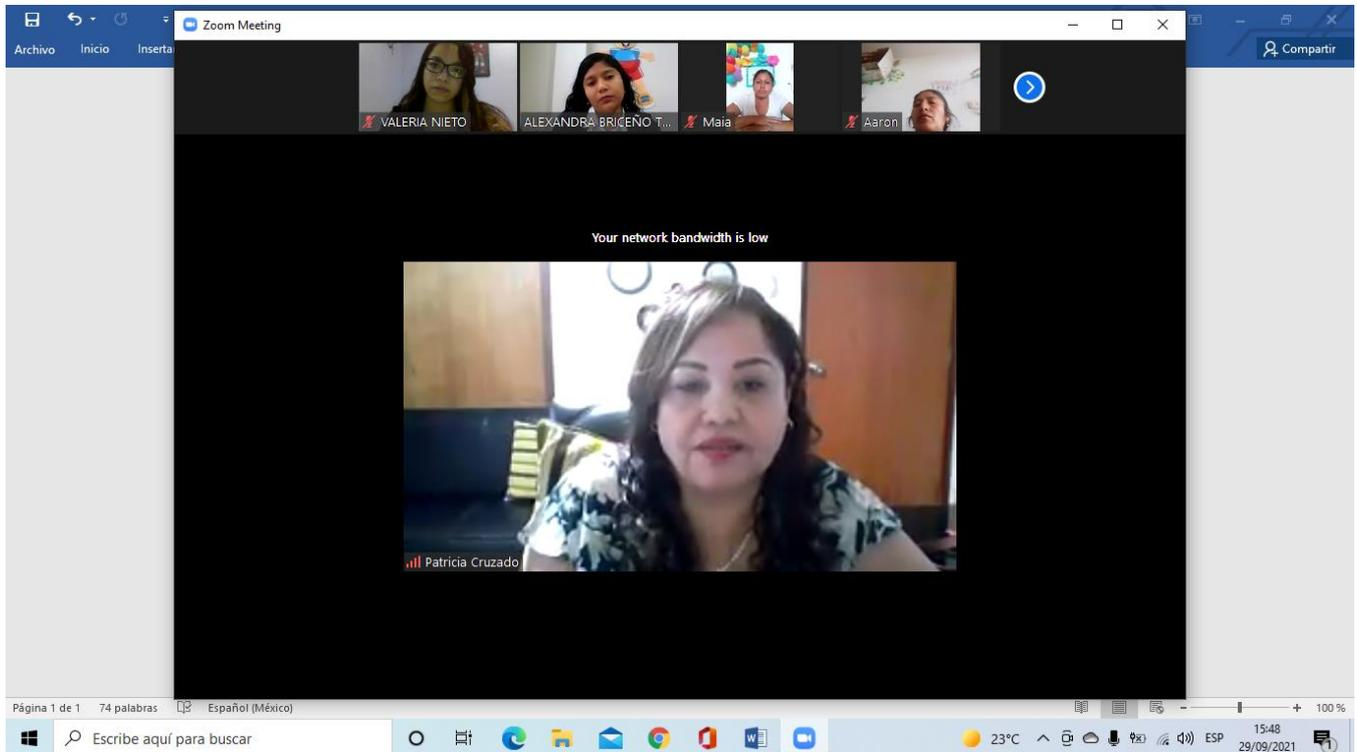 Zoom Meeting
Archivo Inicio Inserta
Compartir
VALERIA NIETO
ALEXANDRA BRICEÑO T...
Maia
Aaron
Your network bandwidth is low
Patricia Cruzado
Página 1 de 1 74 palabras Español (México)
100 %
Escribe aquí para buscar
23°C
ESP
15:48
29/09/2021
1